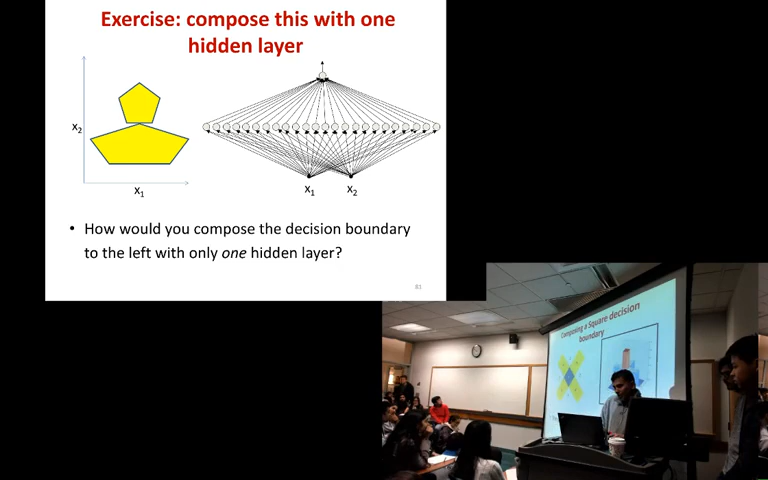 Exercise: compose this with one
hidden layer
x2
x1
x1
x2
• How would you compose the decision boundary
to the left with only one hidden layer?
81
Composing a Square decision
boundary